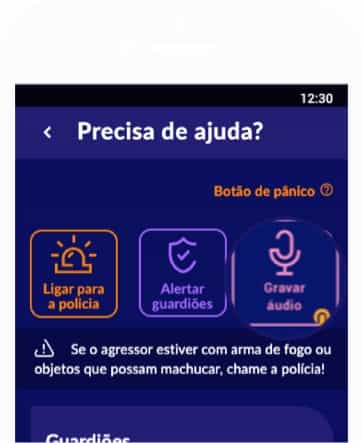 12:30
Precisa de ajuda?
Botão de pânico
Ligar para
a polícia
Alertar
guardiões
Gravar
áudio
Se o agressor estiver com arma de fogo ou
objetos que possam machucar, chame a polícia!
Guardiões